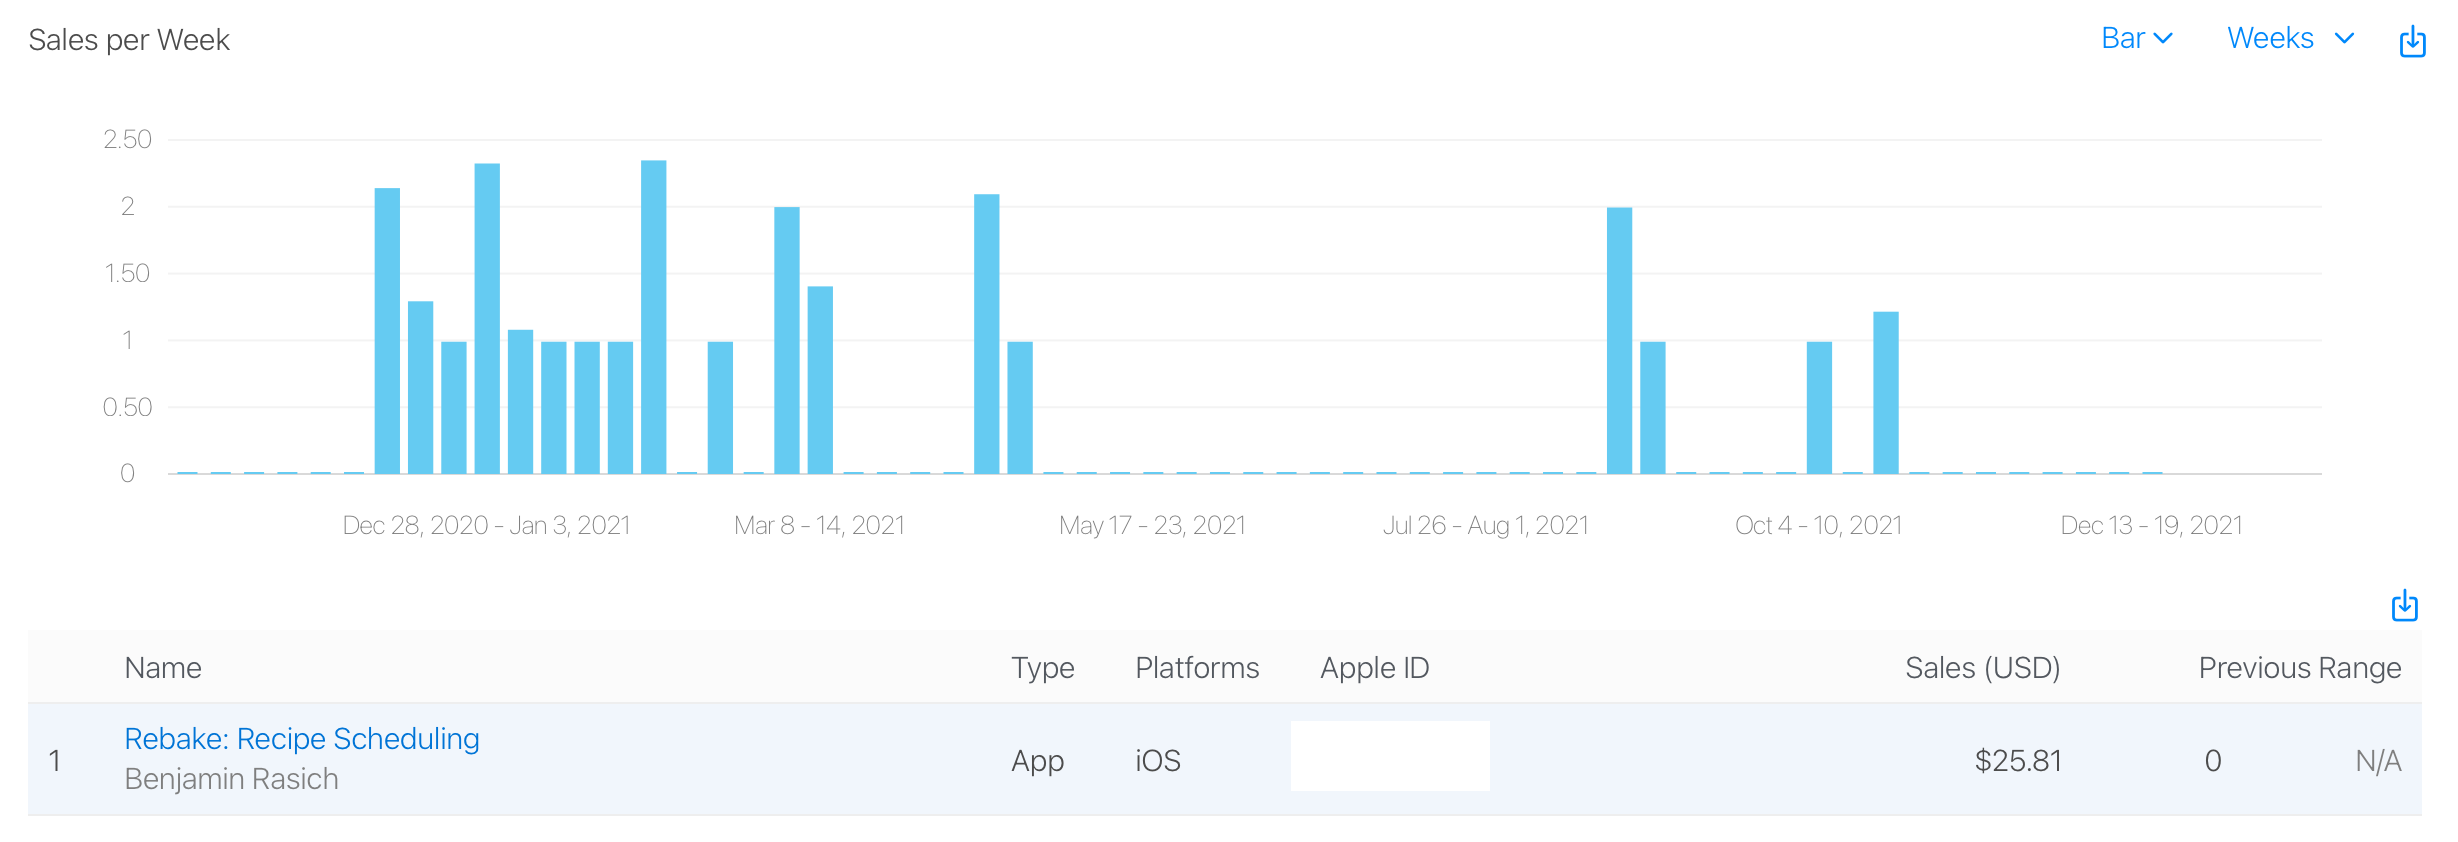 Sales per Week
Bar
Weeks
2.50
2
1.50
1
0.50
0
Dec 28, 2020 - Jan 3, 2021
Mar 8 - 14, 2021
May 17 - 23, 2021
Jul 26 - Aug 1, 2021
Oct 4 - 10, 2021
Dec 13 - 19, 2021
Name Type Platforms Apple ID Sales (USD) Previous Range
1 Rebake: Recipe Scheduling App iOS $25.81 0 N/A
Benjamin Rasich